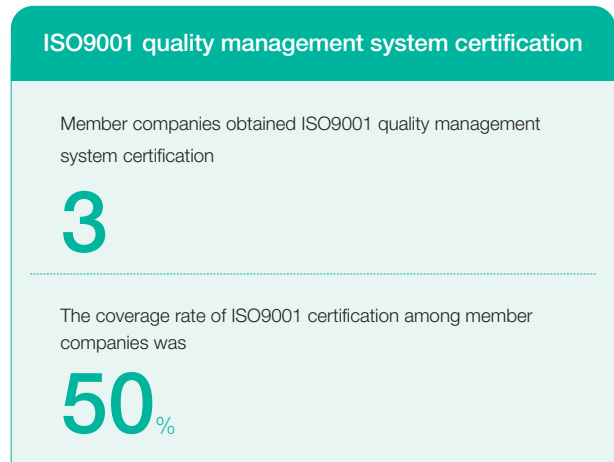 ISO9001 quality management system certification
Member companies obtained ISO9001 quality management
system certification
3
The coverage rate of ISO9001 certification among member
companies was
50%